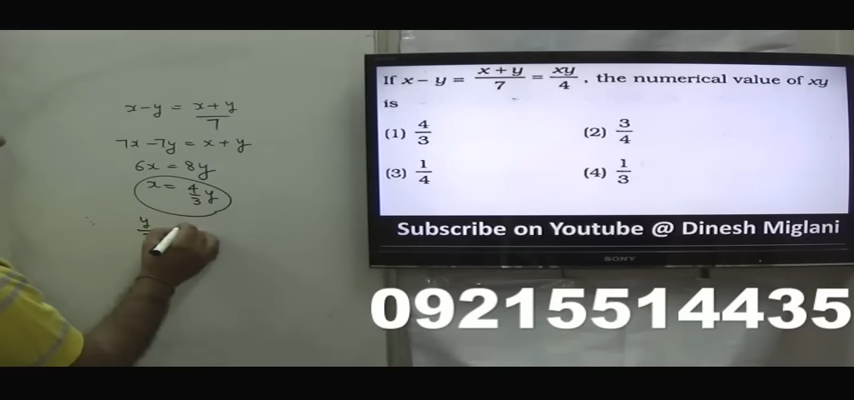 x-y = x+y/7
7x-7y = x+y
6x = 8y
x = 4/3 y
y
If x - y = x + y/7 = xy/4, the numerical value of xy
is
(1) 4/3 (2) 3/4
(3) 1/4 (4) 1/3
Subscribe on Youtube @ Dinesh Miglani
SONY
09215514435